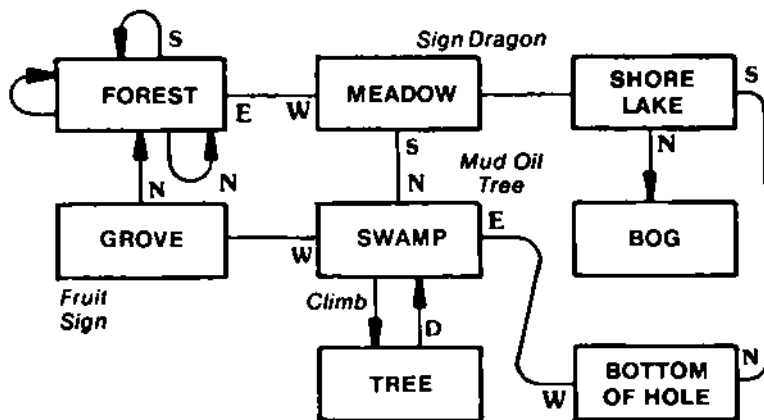 S
Sign Dragon
FOREST
MEADOW
SHORE
LAKE
S
E
W
N
N
S
N
Mud Oil
Tree
N
GROVE
W
SWAMP
E
BOG
Fruit
Sign
Climb
D
TREE
BOTTOM
OF HOLE
N
W